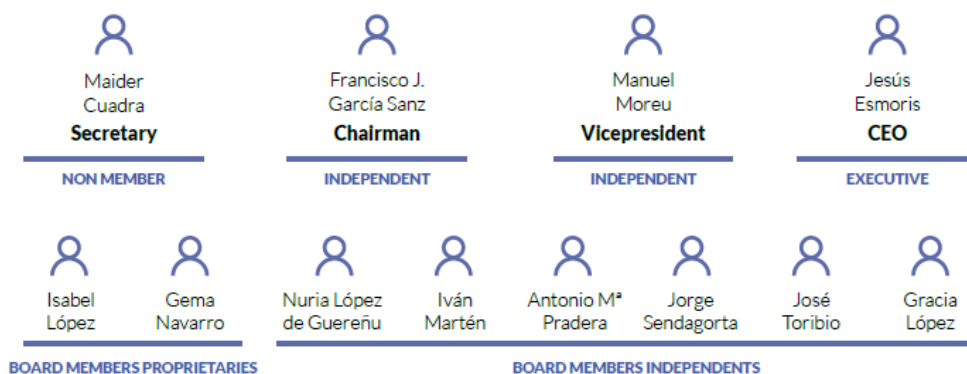 Maider
Cuadra
Secretary
NON MEMBER
Francisco J.
García Sanz
Chairman
INDEPENDENT
Manuel
Moreu
Vicepresident
INDEPENDENT
Jesús
Esmoris
CEO
EXECUTIVE
Isabel
López
Gema
Navarro
BOARD MEMBERS PROPRIETARIES
Nuria López
de Guereñu
Iván
Martén
Antonio Mª
Pradera
Jorge
Sendagorta
José
Toribio
Gracia
López
BOARD MEMBERS INDEPENDENTS